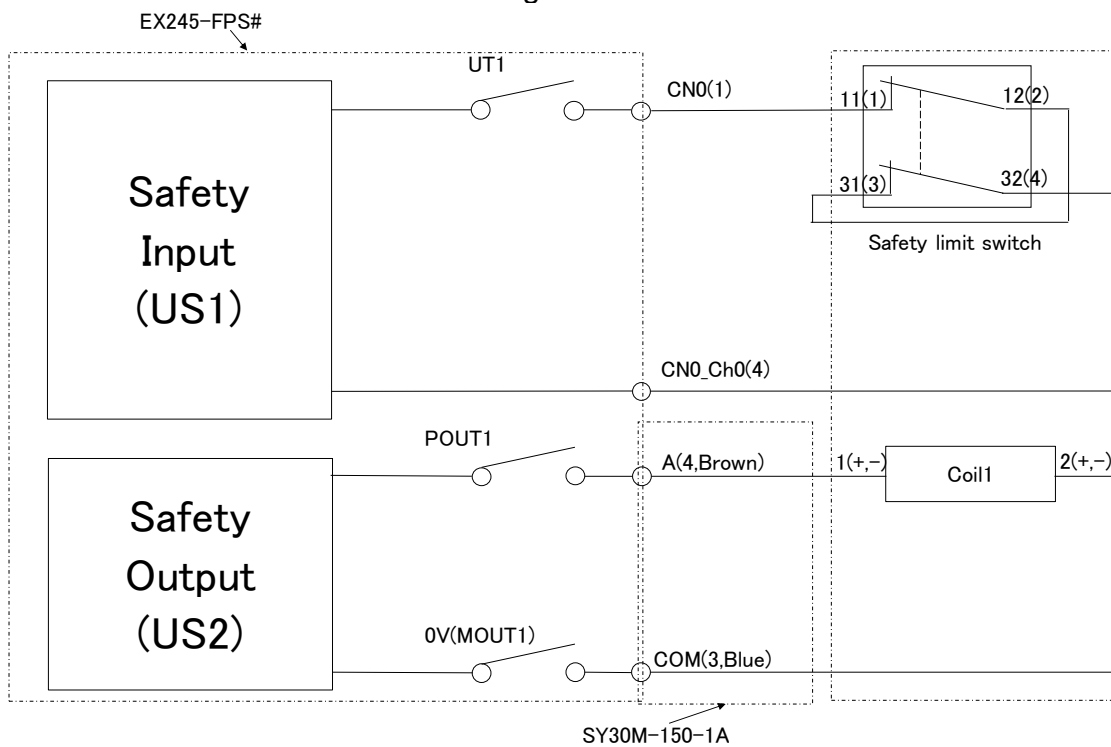 EX245-FPS#
UT1
CN0(1)
11(1)
12(2)
31(3)
32(4)
Safety limit switch
Safety
Input
(US1)
CN0_Ch0(4)
POUT1
A(4,Brown)
1(+,-)
Coil1
2(+,-)
Safety
Output
(US2)
0V(MOUT1)
COM(3,Blue)
SY30M-150-1A